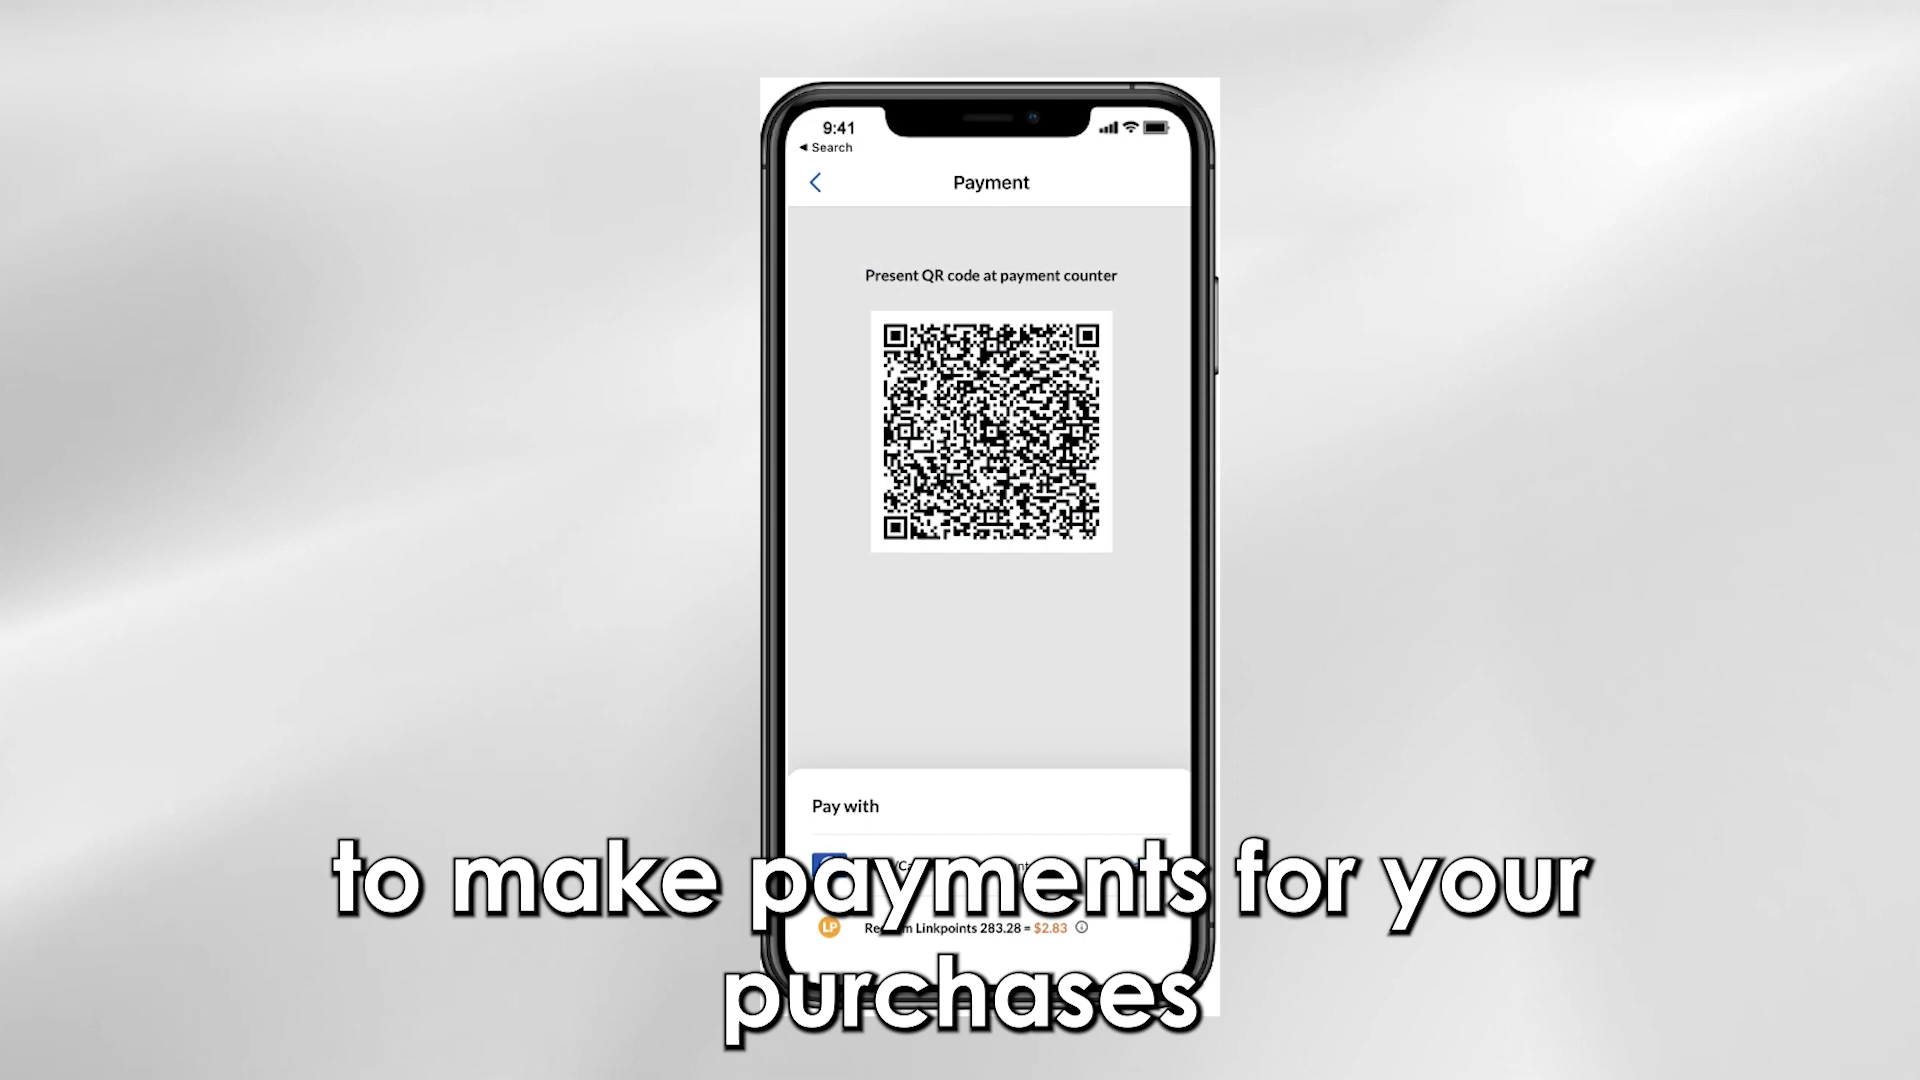 9:41
◄ Search
Payment
Present QR code at payment counter
Pay with
to make payments for your
LP Linkpoints 283.28 = $2.83
purchases